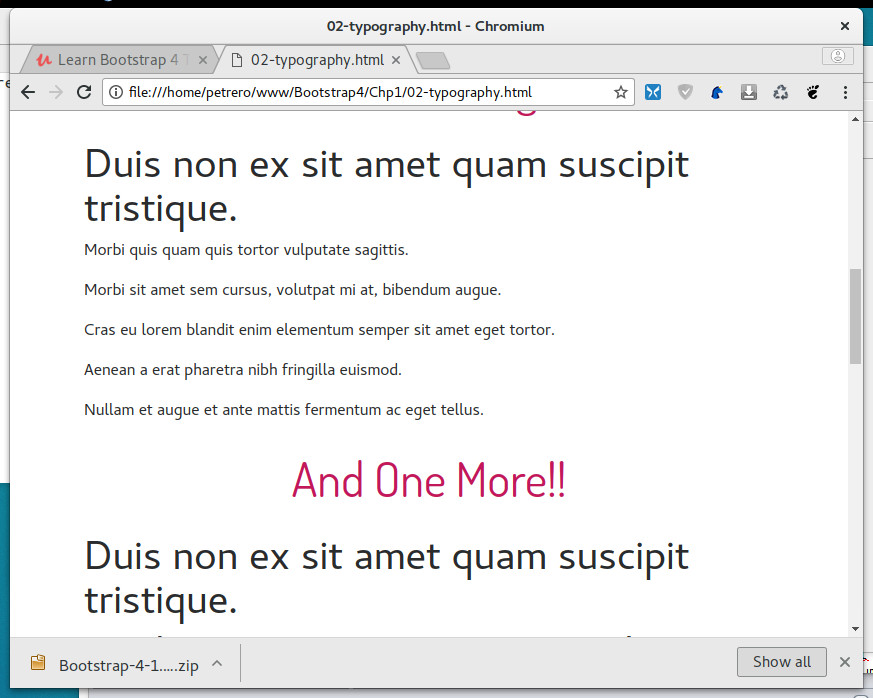 02-typography.html - Chromium
Learn Bootstrap 4 T
02-typography.html
file:///home/petrero/www/Bootstrap4/Chp1/02-typography.html
Duis non ex sit amet quam suscipit
tristique.
Morbi quis quam quis tortor vulputate sagittis.
Morbi sit amet sem cursus, volutpat mi at, bibendum augue.
Cras eu lorem blandit enim elementum semper sit amet eget tortor.
Aenean a erat pharetra nibh fringilla euismod.
Nullam et augue et ante mattis fermentum ac eget tellus.
And One More!!
Duis non ex sit amet quam suscipit
tristique.
Bootstrap-4-1.....zip
Show all